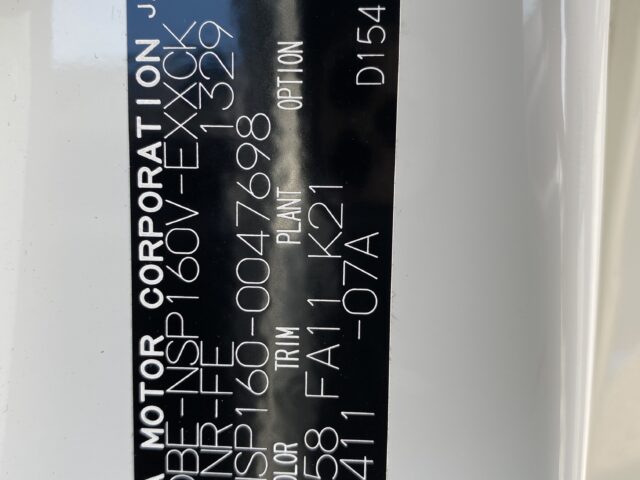 A MOTOR CORPORATION J
DBE-NSP160V-EXXCK
NR-FE 1329
NSP160-0047698
COLOR TRIM PLANT OPTION
58 FA11 K21
411 -07A D154